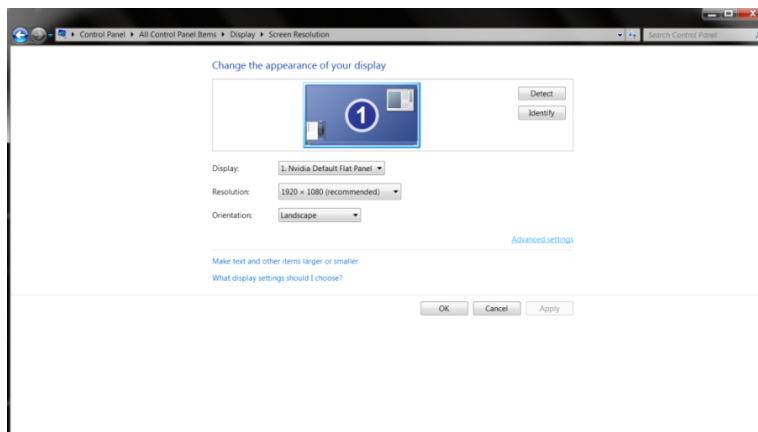 Control Panel ▸ All Control Panel Items ▸ Display ▸ Screen Resolution
Search Control Panel
Change the appearance of your display
1
Detect
Identify
Display: 1. Nvidia Default Flat Panel
Resolution: 1920 × 1080 (recommended)
Orientation: Landscape
Advanced settings
Make text and other items larger or smaller
What display settings should I choose?
OK Cancel Apply